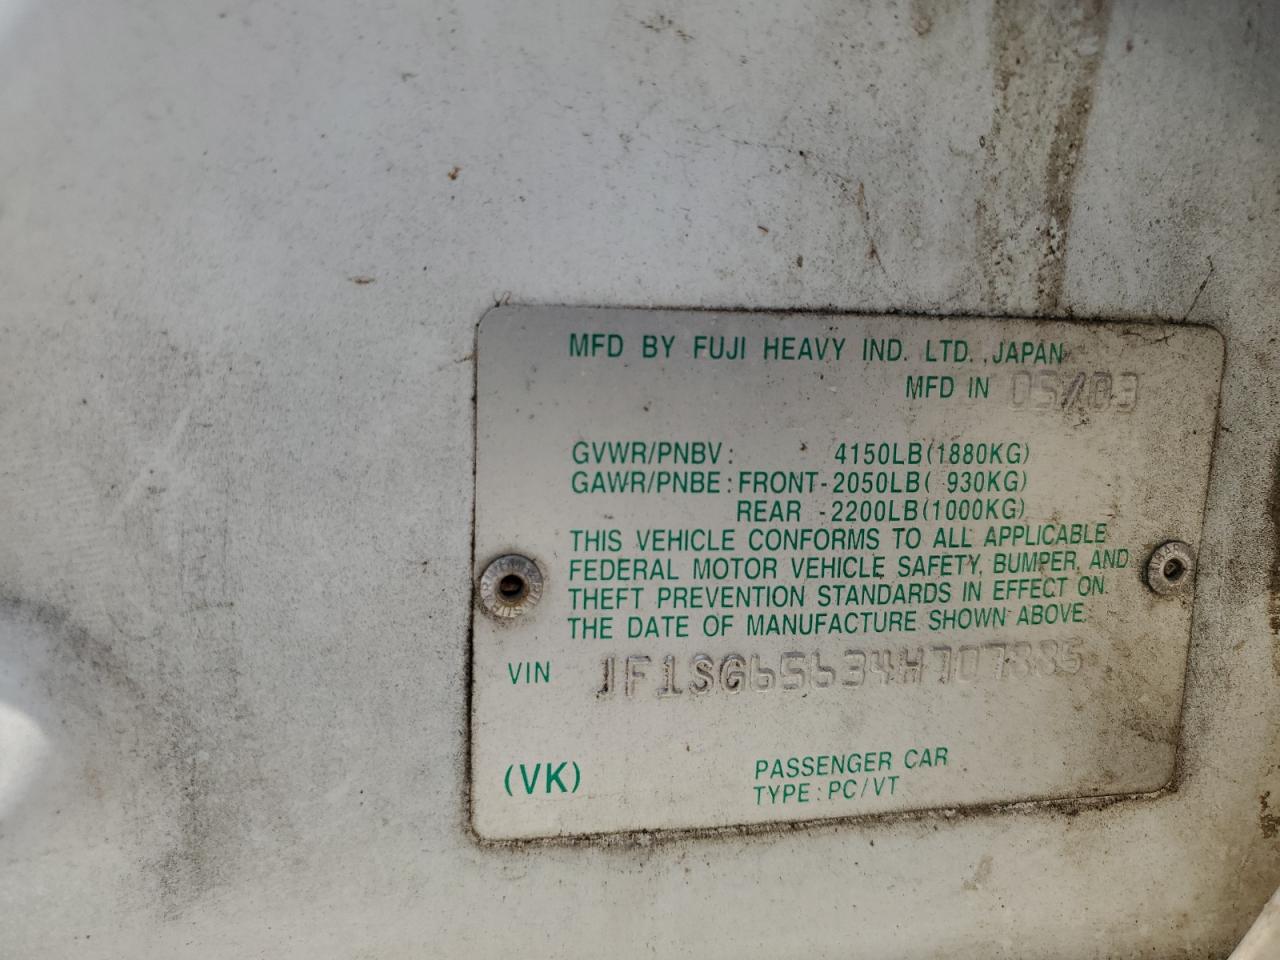 MFD BY FUJI HEAVY IND. LTD. JAPAN
MFD IN 05/03
GVWR/PNBV: 4150LB(1880KG)
GAWR/PNBE: FRONT-2050LB( 930KG)
REAR -2200LB(1000KG)
THIS VEHICLE CONFORMS TO ALL APPLICABLE
FEDERAL MOTOR VEHICLE SAFETY, BUMPER, AND
THEFT PREVENTION STANDARDS IN EFFECT ON
THE DATE OF MANUFACTURE SHOWN ABOVE.
VIN JF1SG65634H707885
(VK)
PASSENGER CAR
TYPE: PC/VT